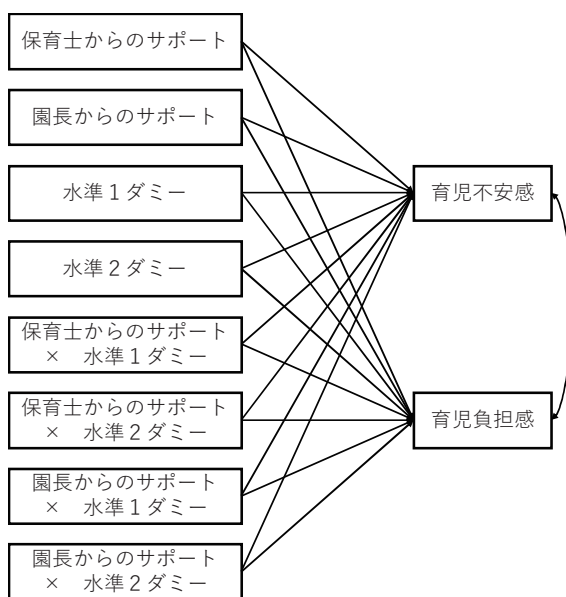 保育士からのサポート
園長からのサポート
水準１ダミー
水準２ダミー
保育士からのサポート
×　水準１ダミー
保育士からのサポート
×　水準２ダミー
園長からのサポート
×　水準１ダミー
園長からのサポート
×　水準２ダミー
育児不安感
育児負担感